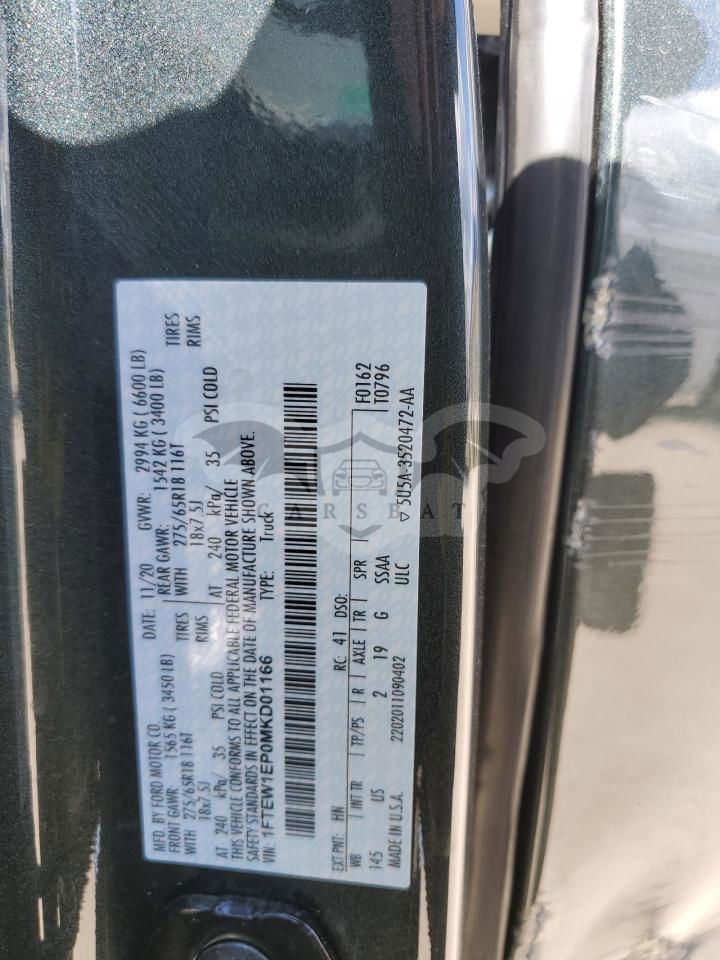 MFD. BY FORD MOTOR CO. DATE: 11/20 GVWR: 2994 KG ( 6600 LB)
FRONT GAWR: 1565 KG ( 3450 LB) REAR GAWR: 1542 KG ( 3400 LB)
WITH 275/65R18 116T TIRES WITH 275/65R18 116T TIRES
18x7.5J RIMS 18x7.5J RIMS
AT 240 kPa/ 35 PSI COLD AT 240 kPa/ 35 PSI COLD
THIS VEHICLE CONFORMS TO ALL APPLICABLE FEDERAL MOTOR VEHICLE
SAFETY STANDARDS IN EFFECT ON THE DATE OF MANUFACTURE SHOWN ABOVE.
VIN: 1FTEW1EP0MKD01166 TYPE: Truck
EXT PNT: HN RC: 41 DSO: F0162
WB INT TR TP/PS R AXLE TR SPR T0796
145 US 2 19 G SSAA
ULC
MADE IN U.S.A. 2202011090402 5U5A-3520472-AA
CARSBAT